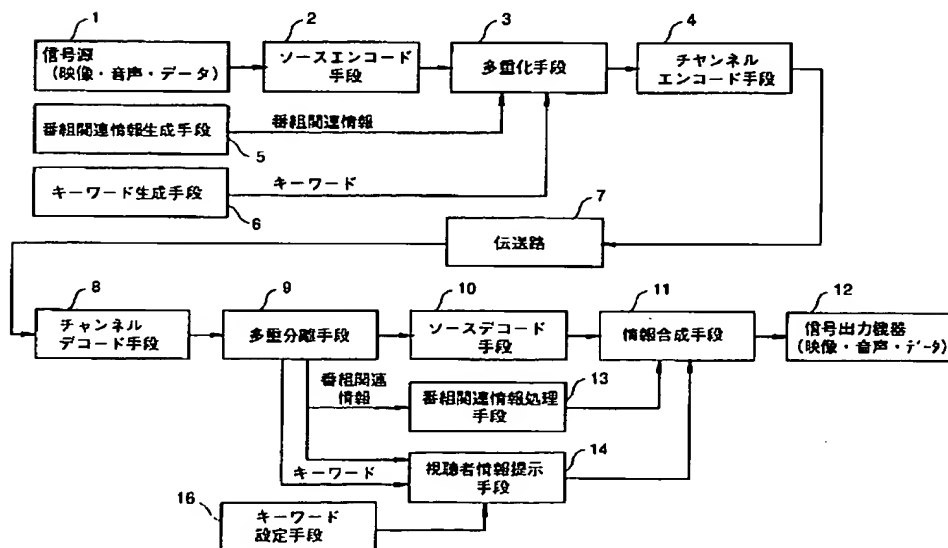 1
信号源
(映像・音声・データ)
2
ソースエンコード
手段
3
多重化手段
4
チャンネル
エンコード手段
番組関連情報生成手段
5
番組関連情報
キーワード生成手段
6
キーワード
7
伝送路
8
チャンネル
デコード手段
9
多重分離手段
10
ソースデコード
手段
11
情報合成手段
12
信号出力機器
(映像・音声・データ)
番組関連
情報
13
番組関連情報処理
手段
キーワード
14
視聴者情報提示
手段
16
キーワード
設定手段